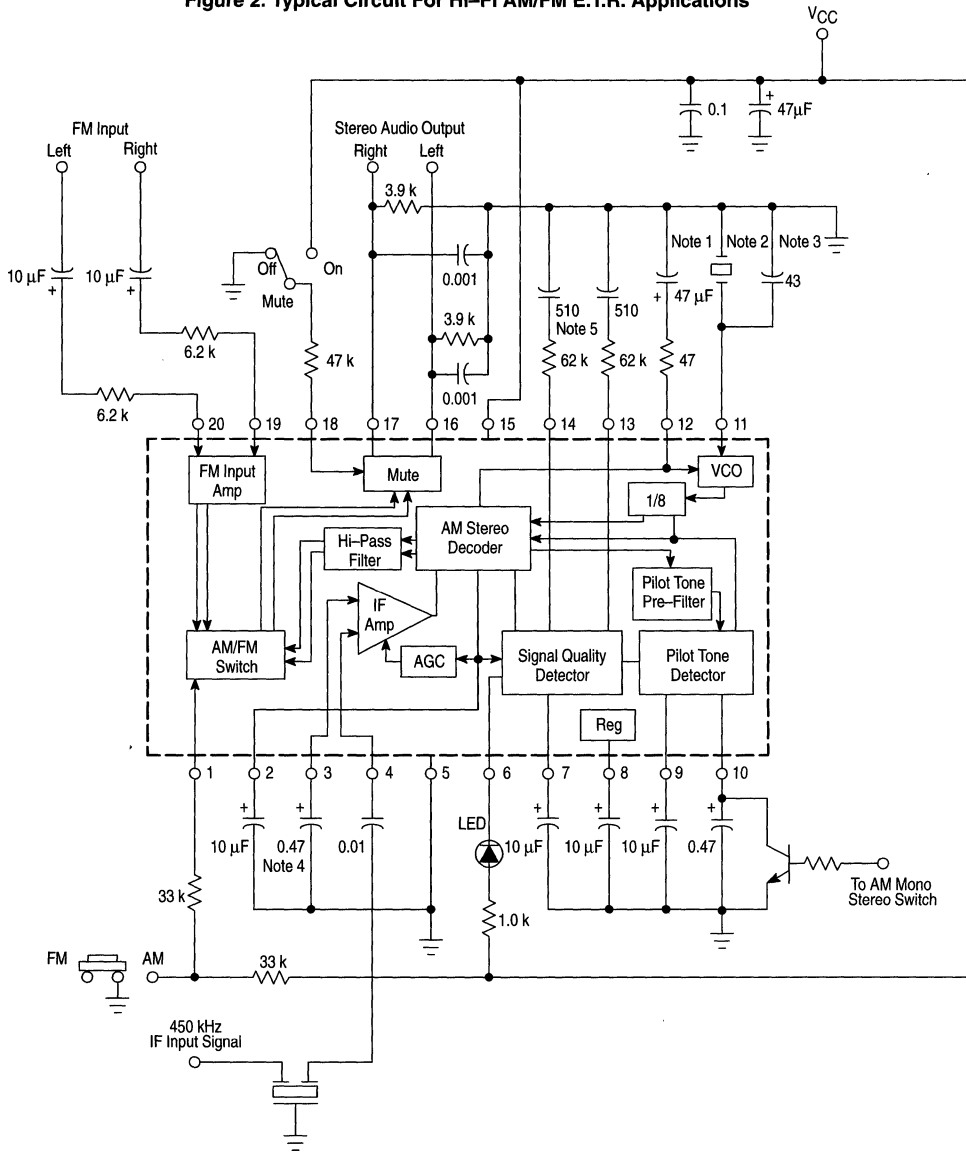 Figure 2. Typical Circuit For Hi–Fi AM/FM E.T.R. Applications
VCC
0.1
+
47µF
FM Input
Left
Right
Stereo Audio Output
Right
Left
3.9 k
Note 1
Note 2
Note 3
10 µF
+
10 µF
+
Off
On
Mute
0.001
510
Note 5
510
+
47 µF
43
6.2 k
47 k
3.9 k
62 k
62 k
47
6.2 k
0.001
20
19
18
17
16
15
14
13
12
11
FM Input
Amp
Mute
VCO
1/8
AM Stereo
Decoder
Hi–Pass
Filter
Pilot Tone
Pre–Filter
IF
Amp
AM/FM
Switch
AGC
Signal Quality
Detector
Pilot Tone
Detector
Reg
1
2
3
4
5
6
7
8
9
10
+
10 µF
+
0.47
Note 4
0.01
LED
+
10 µF
+
10 µF
+
10 µF
+
0.47
To AM Mono
Stereo Switch
33 k
1.0 k
FM
AM
33 k
450 kHz
IF Input Signal